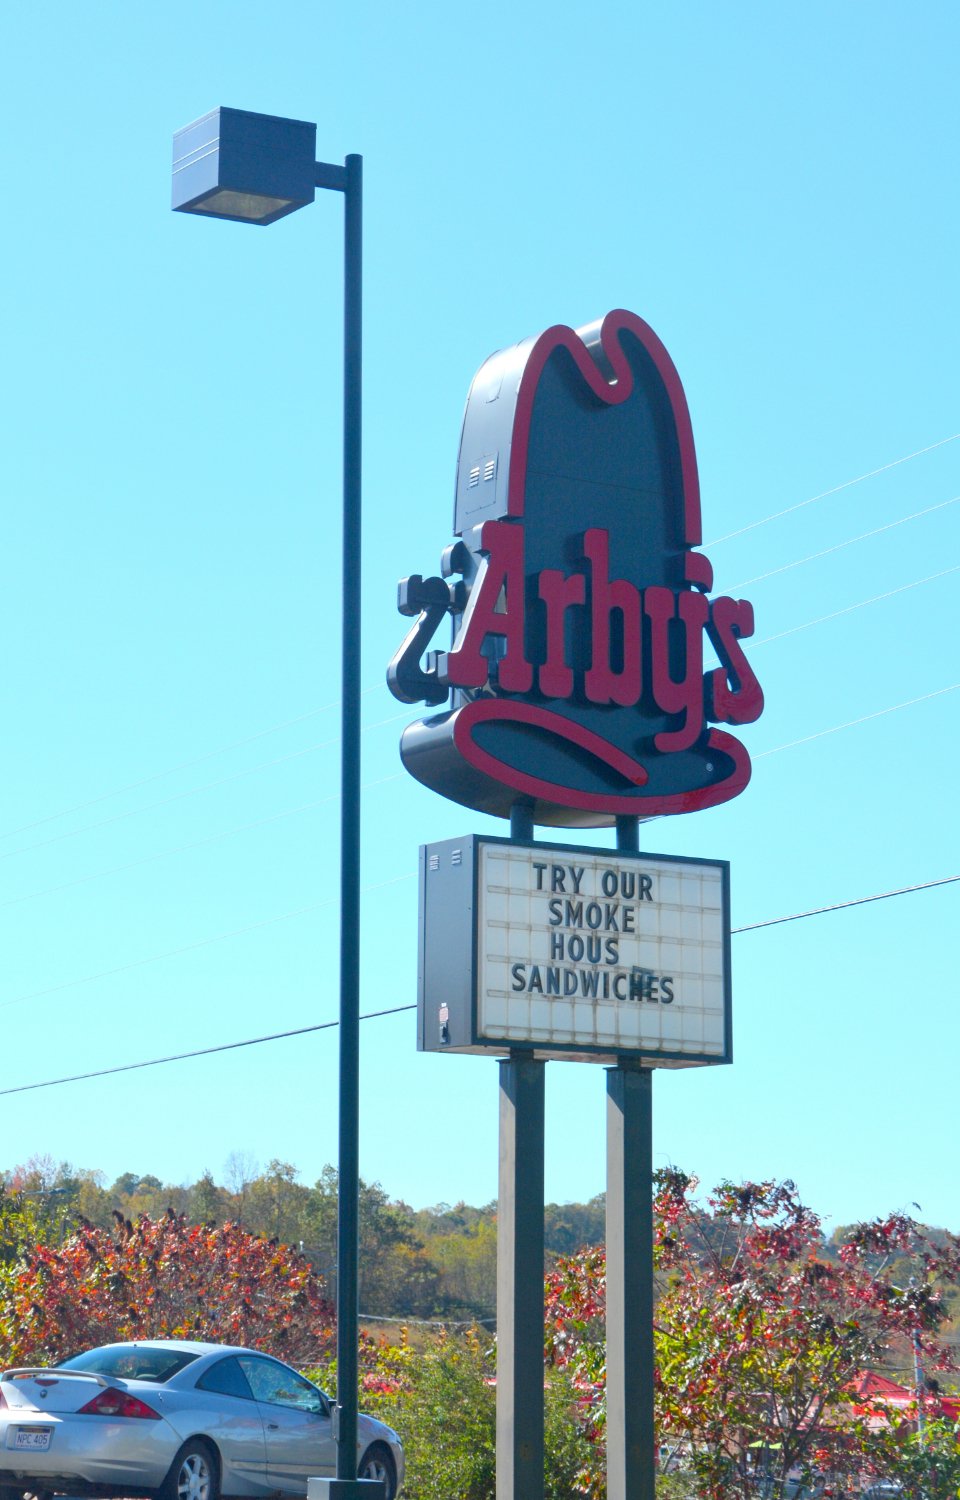 Arby's
®
TRY OUR
SMOKE
HOUS
SANDWICHES
NPC 405